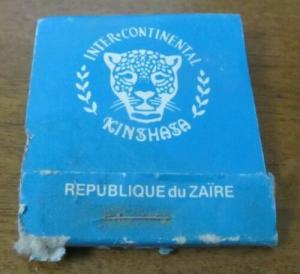 INTER•CONTINENTAL
KINSHASA
REPUBLIQUE du ZAÏRE